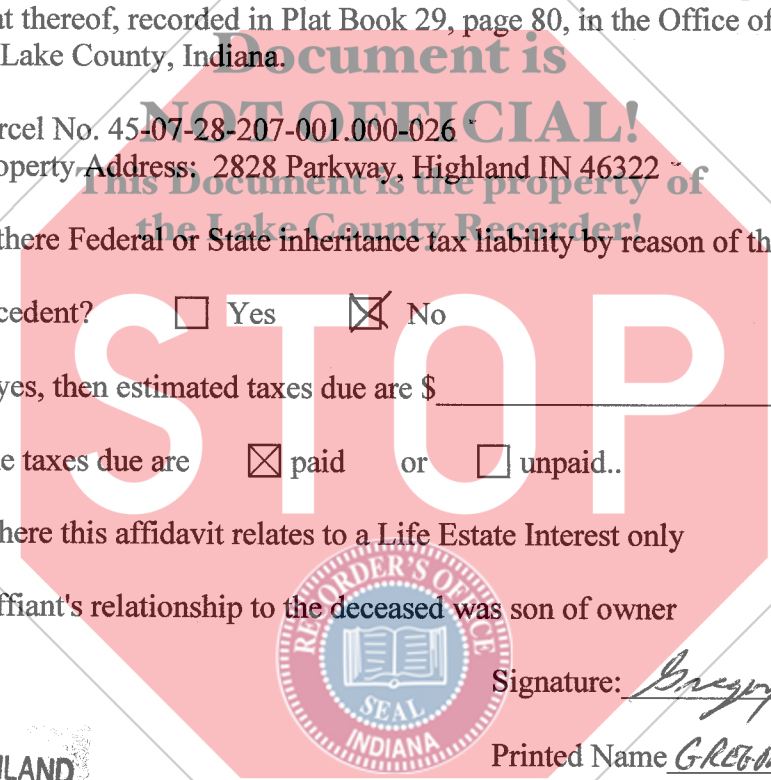 at thereof, recorded in Plat Book 29, page 80, in the Office of
Lake County, Indiana.
Document is
NOT OFFICIAL!
This Document is the property of
the Lake County Recorder!
rcel No. 45-07-28-207-001.000-026
operty Address: 2828 Parkway, Highland IN 46322
there Federal or State inheritance tax liability by reason of th
cedent? Yes No
yes, then estimated taxes due are $
e taxes due are paid or unpaid..
here this affidavit relates to a Life Estate Interest only
ffiant's relationship to the deceased was son of owner
STOP
RECORDER'S OFFICE
SEAL
INDIANA
Signature: Gregor
Printed Name GREGO
LAND